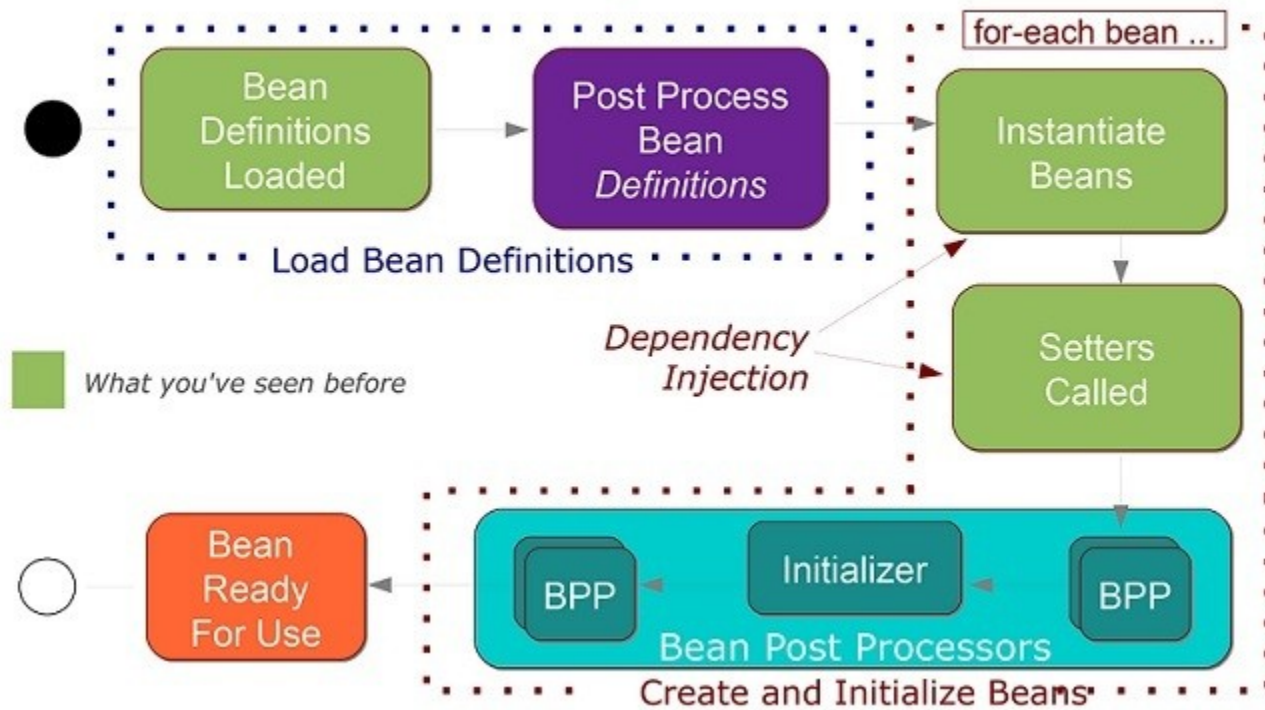 for-each bean ...
Bean
Definitions
Loaded
Post Process
Bean
Definitions
Instantiate
Beans
Load Bean Definitions
Dependency
Injection
Setters
Called
What you've seen before
Bean
Ready
For Use
BPP
Initializer
BPP
Bean Post Processors
Create and Initialize Beans